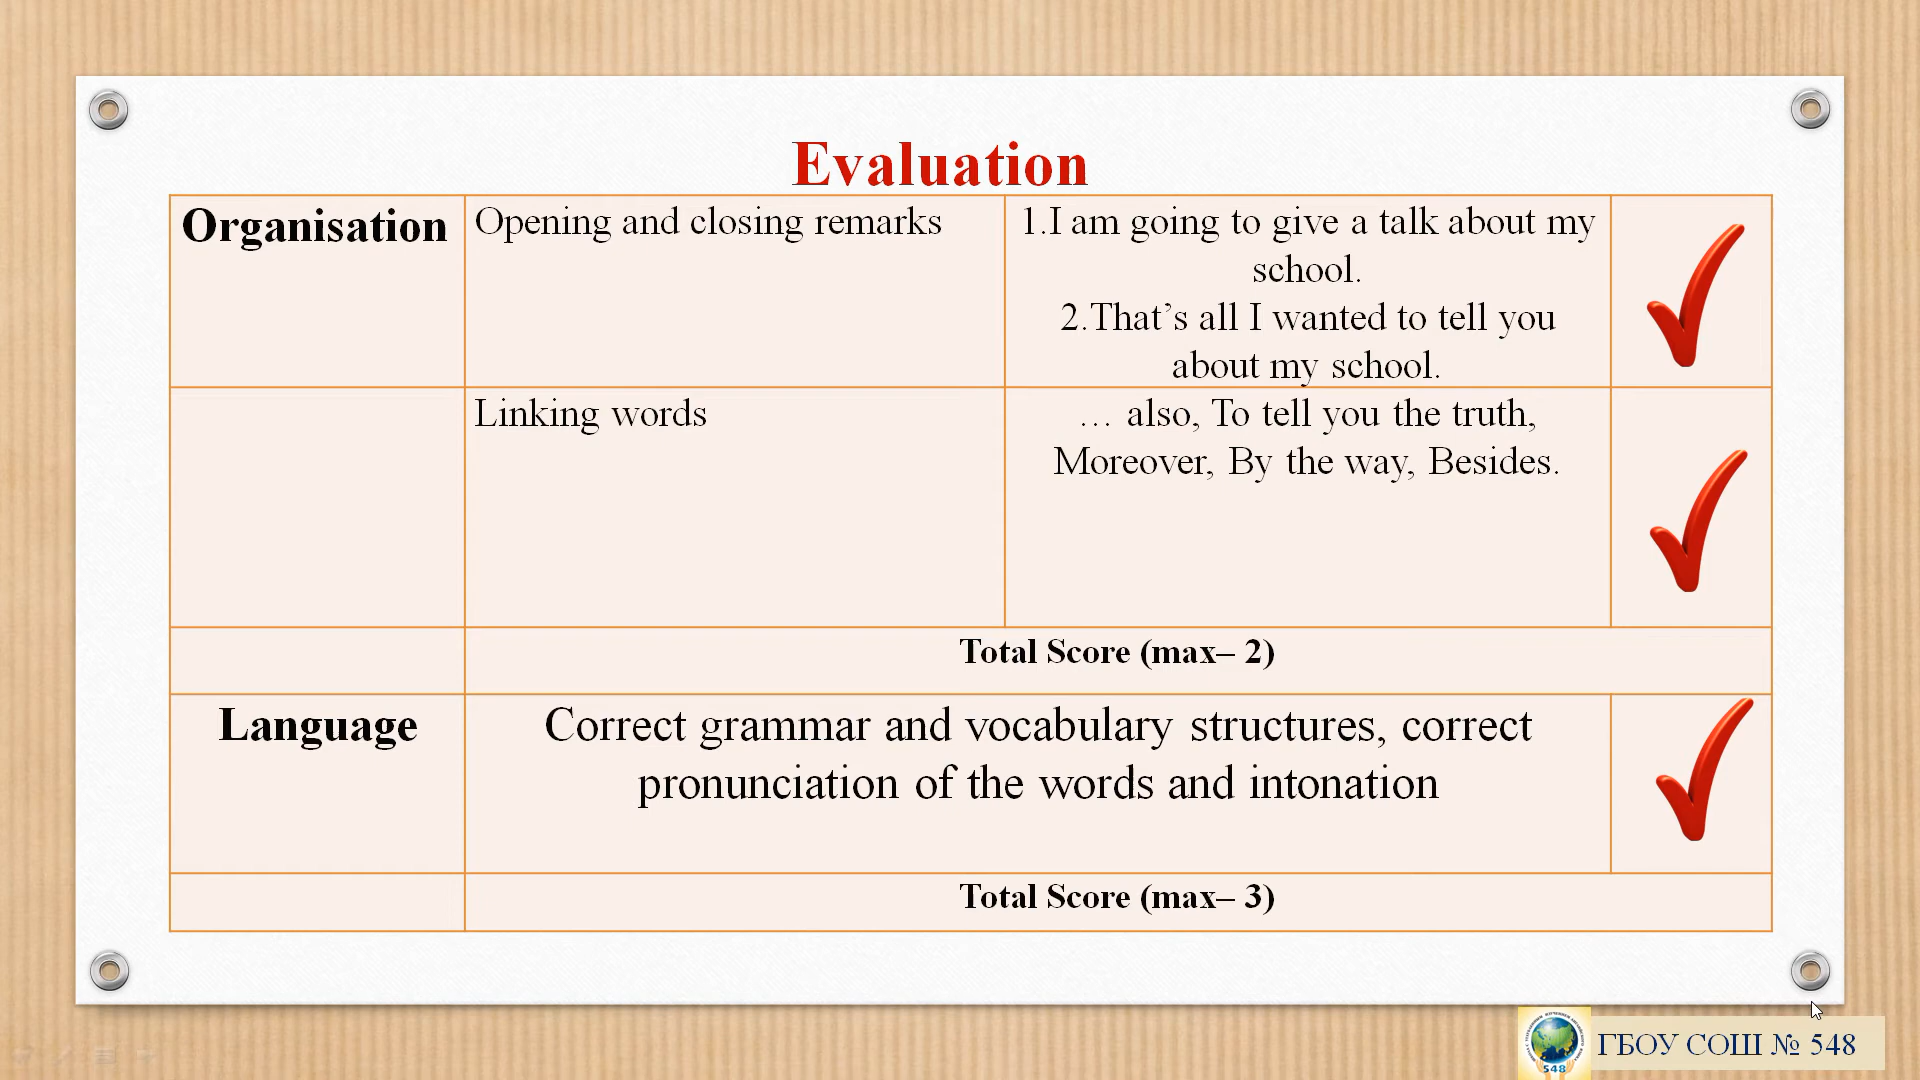 Evaluation
Organisation
Opening and closing remarks
1.I am going to give a talk about my
school.
2.That’s all I wanted to tell you
about my school.
Linking words
… also, To tell you the truth,
Moreover, By the way, Besides.
Total Score (max– 2)
Language
Correct grammar and vocabulary structures, correct
pronunciation of the words and intonation
Total Score (max– 3)
548
ГБОУ СОШ № 548